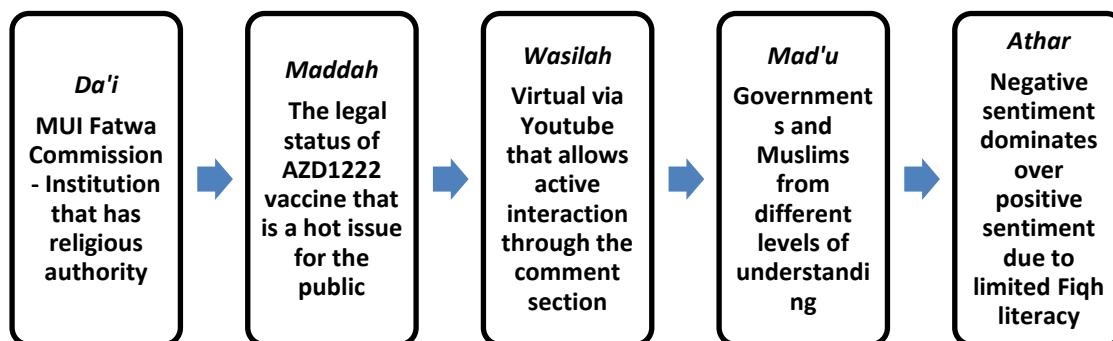 Da'i
MUI Fatwa
Commission
- Institution
that has
religious
authority
Maddah
The legal
status of
AZD1222
vaccine that
is a hot issue
for the
public
Wasilah
Virtual via
Youtube
that allows
active
interaction
through the
comment
section
Mad'u
Government
s and
Muslims
from
different
levels of
understandi
ng
Athar
Negative
sentiment
dominates
over
positive
sentiment
due to
limited Fiqh
literacy